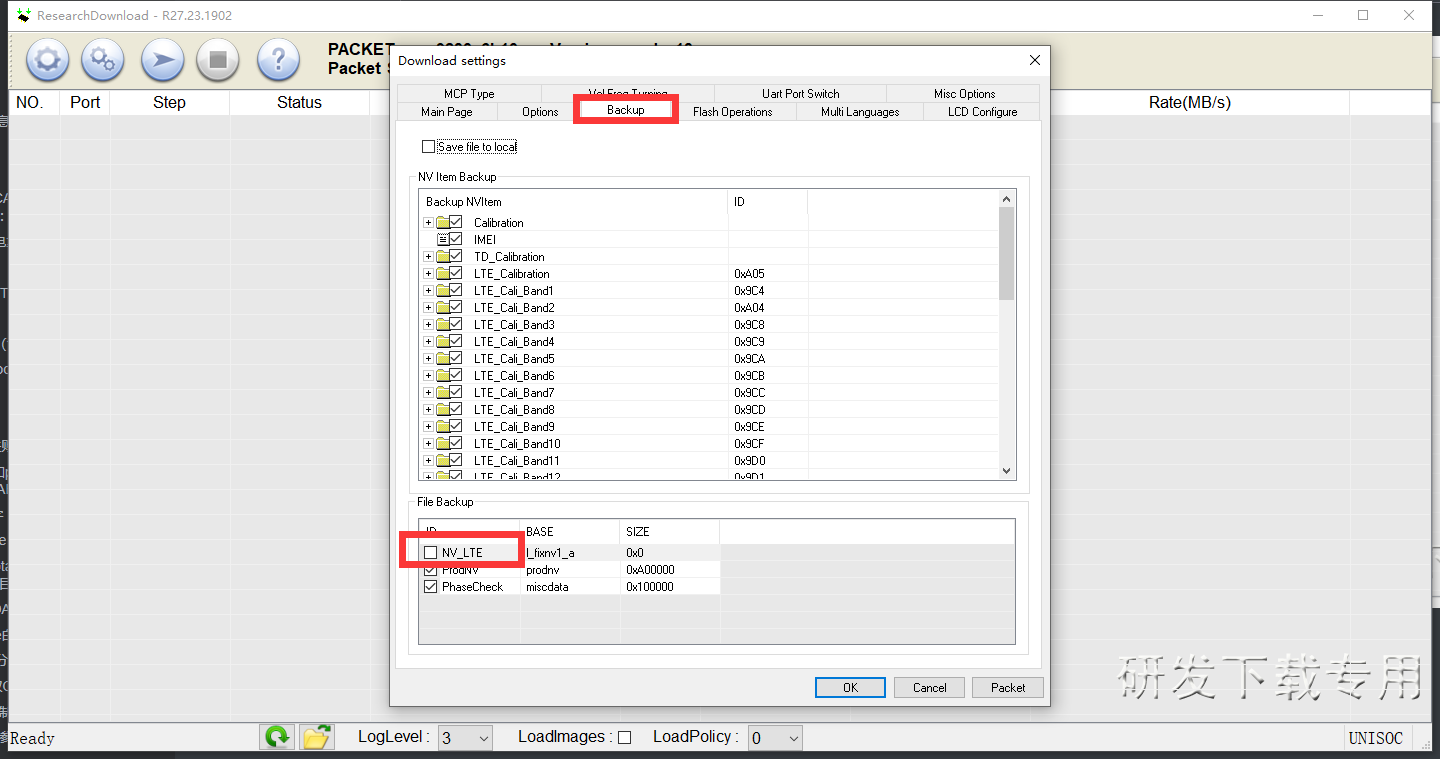 ResearchDownload - R27.23.1902
PACKET
Packet
NO. Port Step Status Rate(MB/s)
Download settings
MCP Type Vol Freq Turning Uart Port Switch Misc Options
Main Page Options Backup Flash Operations Multi Languages LCD Configure
Save file to local
NV Item Backup
Backup NVItem ID
Calibration
IMEI
TD_Calibration
LTE_Calibration 0xA05
LTE_Cali_Band1 0x9C4
LTE_Cali_Band2 0xA04
LTE_Cali_Band3 0x9C8
LTE_Cali_Band4 0x9C9
LTE_Cali_Band5 0x9CA
LTE_Cali_Band6 0x9CB
LTE_Cali_Band7 0x9CC
LTE_Cali_Band8 0x9CD
LTE_Cali_Band9 0x9CE
LTE_Cali_Band10 0x9CF
LTE_Cali_Band11 0x9D0
LTE_Cali_Band12 0x9D1
File Backup
ID BASE SIZE
NV_LTE l_fixnv1_a 0x0
ProdNV prodnv 0xA00000
PhaseCheck miscdata 0x100000
OK Cancel Packet
研发下载专用
Ready LogLevel : 3 LoadImages : LoadPolicy : 0 UNISOC